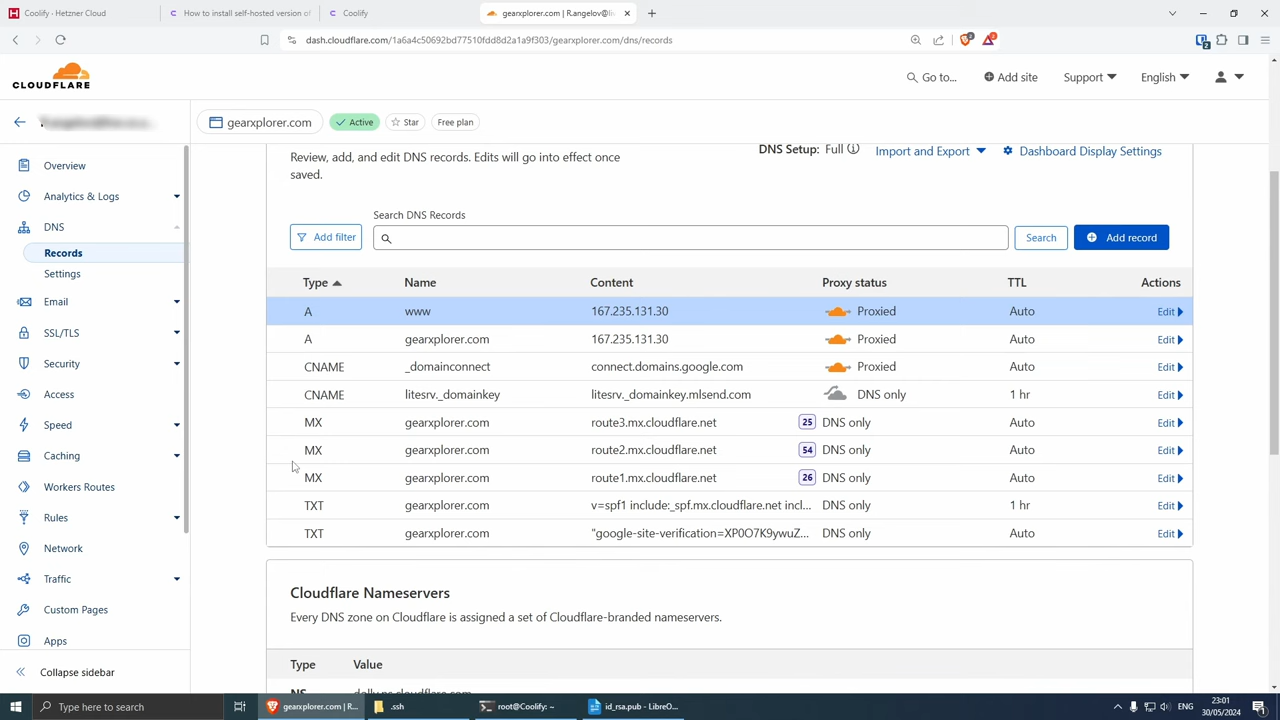 Coolify - Hetzner Cloud
How to install self-hosted version of
Coolify
gearxplorer.com | R.angelov@li
dash.cloudflare.com/1a6a4c50692bd77510fdd8d2a1a9f303/gearxplorer.com/dns/records
2
CLOUDFLARE
Go to...
Add site
Support
English
gearxplorer.com
Active
Star
Free plan
Overview
Analytics & Logs
DNS
Records
Settings
Email
SSL/TLS
Security
Access
Speed
Caching
Workers Routes
Rules
Network
Traffic
Custom Pages
Apps
Collapse sidebar
Review, add, and edit DNS records. Edits will go into effect once
saved.
DNS Setup: Full
Import and Export
Dashboard Display Settings
Search DNS Records
Add filter
Search
Add record
Type Name Content Proxy status TTL Actions
A www 167.235.131.30 Proxied Auto Edit
A gearxplorer.com 167.235.131.30 Proxied Auto Edit
CNAME _domainconnect connect.domains.google.com Proxied Auto Edit
CNAME litesrv._domainkey litesrv._domainkey.mlsend.com DNS only 1 hr Edit
MX gearxplorer.com route3.mx.cloudflare.net 25 DNS only Auto Edit
MX gearxplorer.com route2.mx.cloudflare.net 54 DNS only Auto Edit
MX gearxplorer.com route1.mx.cloudflare.net 26 DNS only Auto Edit
TXT gearxplorer.com v=spf1 include:_spf.mx.cloudflare.net incl... DNS only 1 hr Edit
TXT gearxplorer.com "google-site-verification=XP0O7K9ywuZ... DNS only Auto Edit
Cloudflare Nameservers
Every DNS zone on Cloudflare is assigned a set of Cloudflare-branded nameservers.
Type Value
NS dolly.ns.cloudflare.com
Type here to search
gearxplorer.com | R...
.ssh
root@Coolify: ~
id_rsa.pub - LibreO...
23:01
30/05/2024